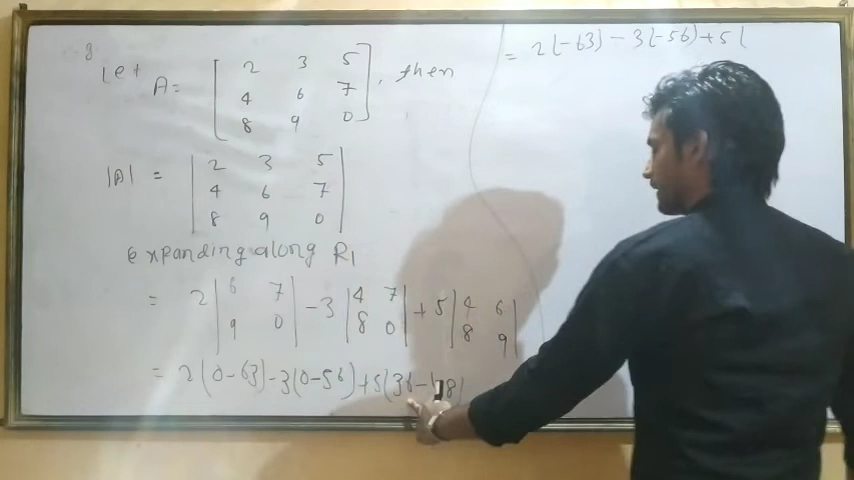 Let A = [ 2 3 5
4 6 7
8 9 0 ], then
|A| = | 2 3 5
4 6 7
8 9 0 |
expanding along R1
= 2 | 6 7 | - 3 | 4 7 | + 5 | 4 6 |
9 0 8 0 8 9
= 2(0-63)-3(0-56)+5(36-48)
= 2(-63) - 3(-56) + 5(